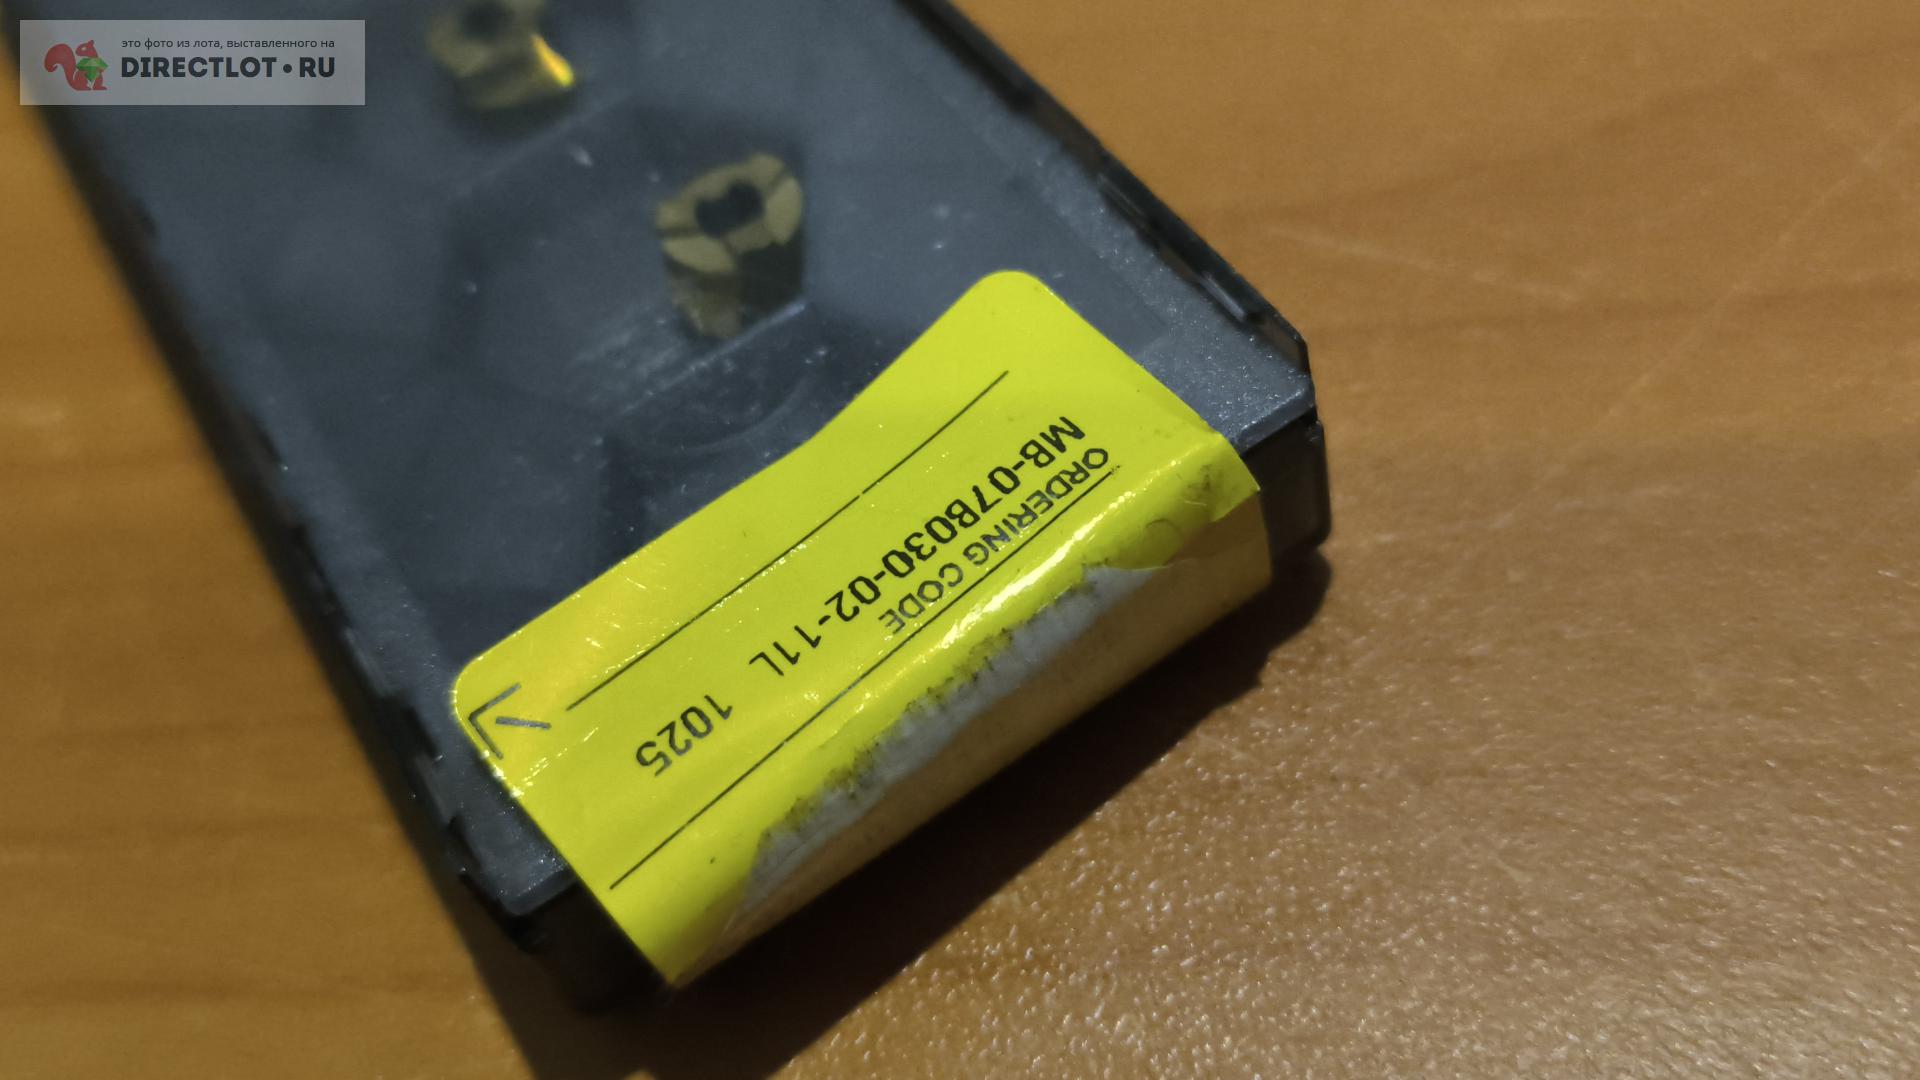 это фото из лота, выставленного на
DIRECTLOT.RU
ORDERING CODE
MB-07B030-02-11L 1025